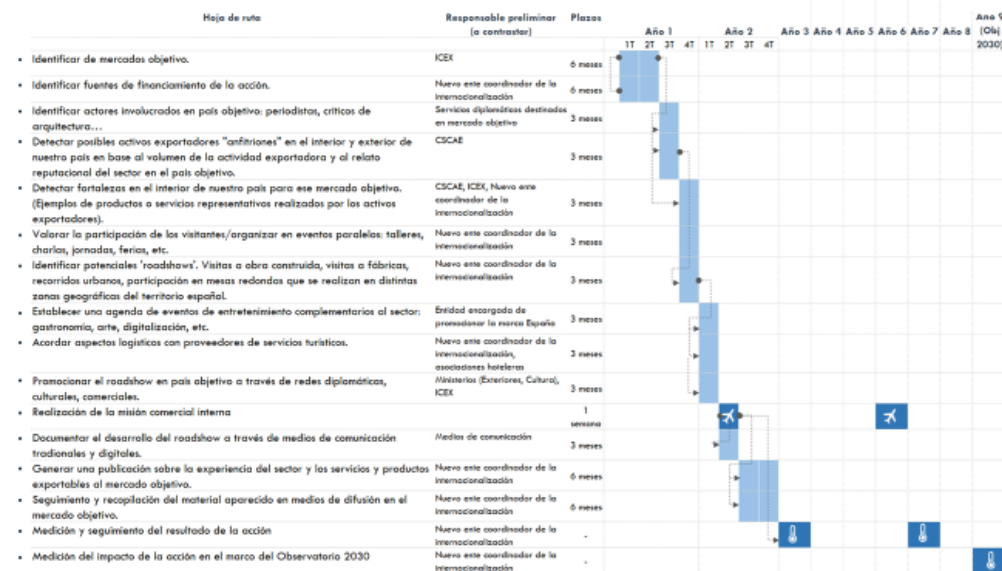 Hoja de ruta
Responsable preliminar
(a contrastar)
Plazos
Año 1
Año 2
Año 3 Año 4 Año 5 Año 6 Año 7 Año 8
Ano 9
(Obj
2030)
1T 2T 3T 4T 1T 2T 3T 4T
• Identificar de mercados objetivo.
ICEX
6 meses
• Identificar fuentes de financiamiento de la acción.
Nuevo ente coordinador de la
internacionalización
6 meses
• Identificar actores involucrados en país objetivo: periodistas, críticos de
arquitectura...
Servicios diplomáticos destinados
en mercado objetivo
3 meses
• Detectar posibles activos exportadores "anfitriones" en el interior y exterior de
nuestro país en base al volumen de la actividad exportadora y al relato
reputacional del sector en el país objetivo.
CSCAE
3 meses
• Detectar fortalezas en el interior de nuestro país para ese mercado objetivo.
(Ejemplos de productos o servicios representativos realizados por los activos
exportadores).
CSCAE, ICEX, Nuevo ente
coordinador de la
internacionalización
3 meses
• Valorar la participación de los visitantes/organizar en eventos paralelos: talleres,
charlas, jornadas, ferias, etc.
Nuevo ente coordinador de la
internacionalización
3 meses
• Identificar potenciales 'roadshows'. Visitas a obra construida, visitas a fábricas,
recorridos urbanos, participación en mesas redondas que se realizan en distintas
zonas geográficas del territorio español.
Nuevo ente coordinador de la
internacionalización
3 meses
• Establecer una agenda de eventos de entretenimiento complementarios al sector:
gastronomía, arte, digitalización, etc.
Entidad encargada de
promocionar la marca España
3 meses
• Acordar aspectos logísticos con proveedores de servicios turísticos.
Nuevo ente coordinador de la
internacionalización,
asociaciones hoteleras
3 meses
• Promocionar el roadshow en país objetivo a través de redes diplomáticas,
culturales, comerciales.
Ministerios (Exteriores, Cultura),
ICEX
3 meses
• Realización de la misión comercial interna
1
semana
• Documentar el desarrollo del roadshow a través de medios de comunicación
tradionales y digitales.
Medios de comunicación
3 meses
• Generar una publicación sobre la experiencia del sector y los servicios y productos
exportables al mercado objetivo.
Nuevo ente coordinador de la
internacionalización
6 meses
• Seguimiento y recopilación del material aparecido en medios de difusión en el
mercado objetivo.
Nuevo ente coordinador de la
internacionalización
6 meses
• Medición y seguimiento del resultado de la acción
Nuevo ente coordinador de la
internacionalización
-
• Medición del impacto de la acción en el marco del Observatorio 2030
Nuevo ente coordinador de la
internacionalización
-